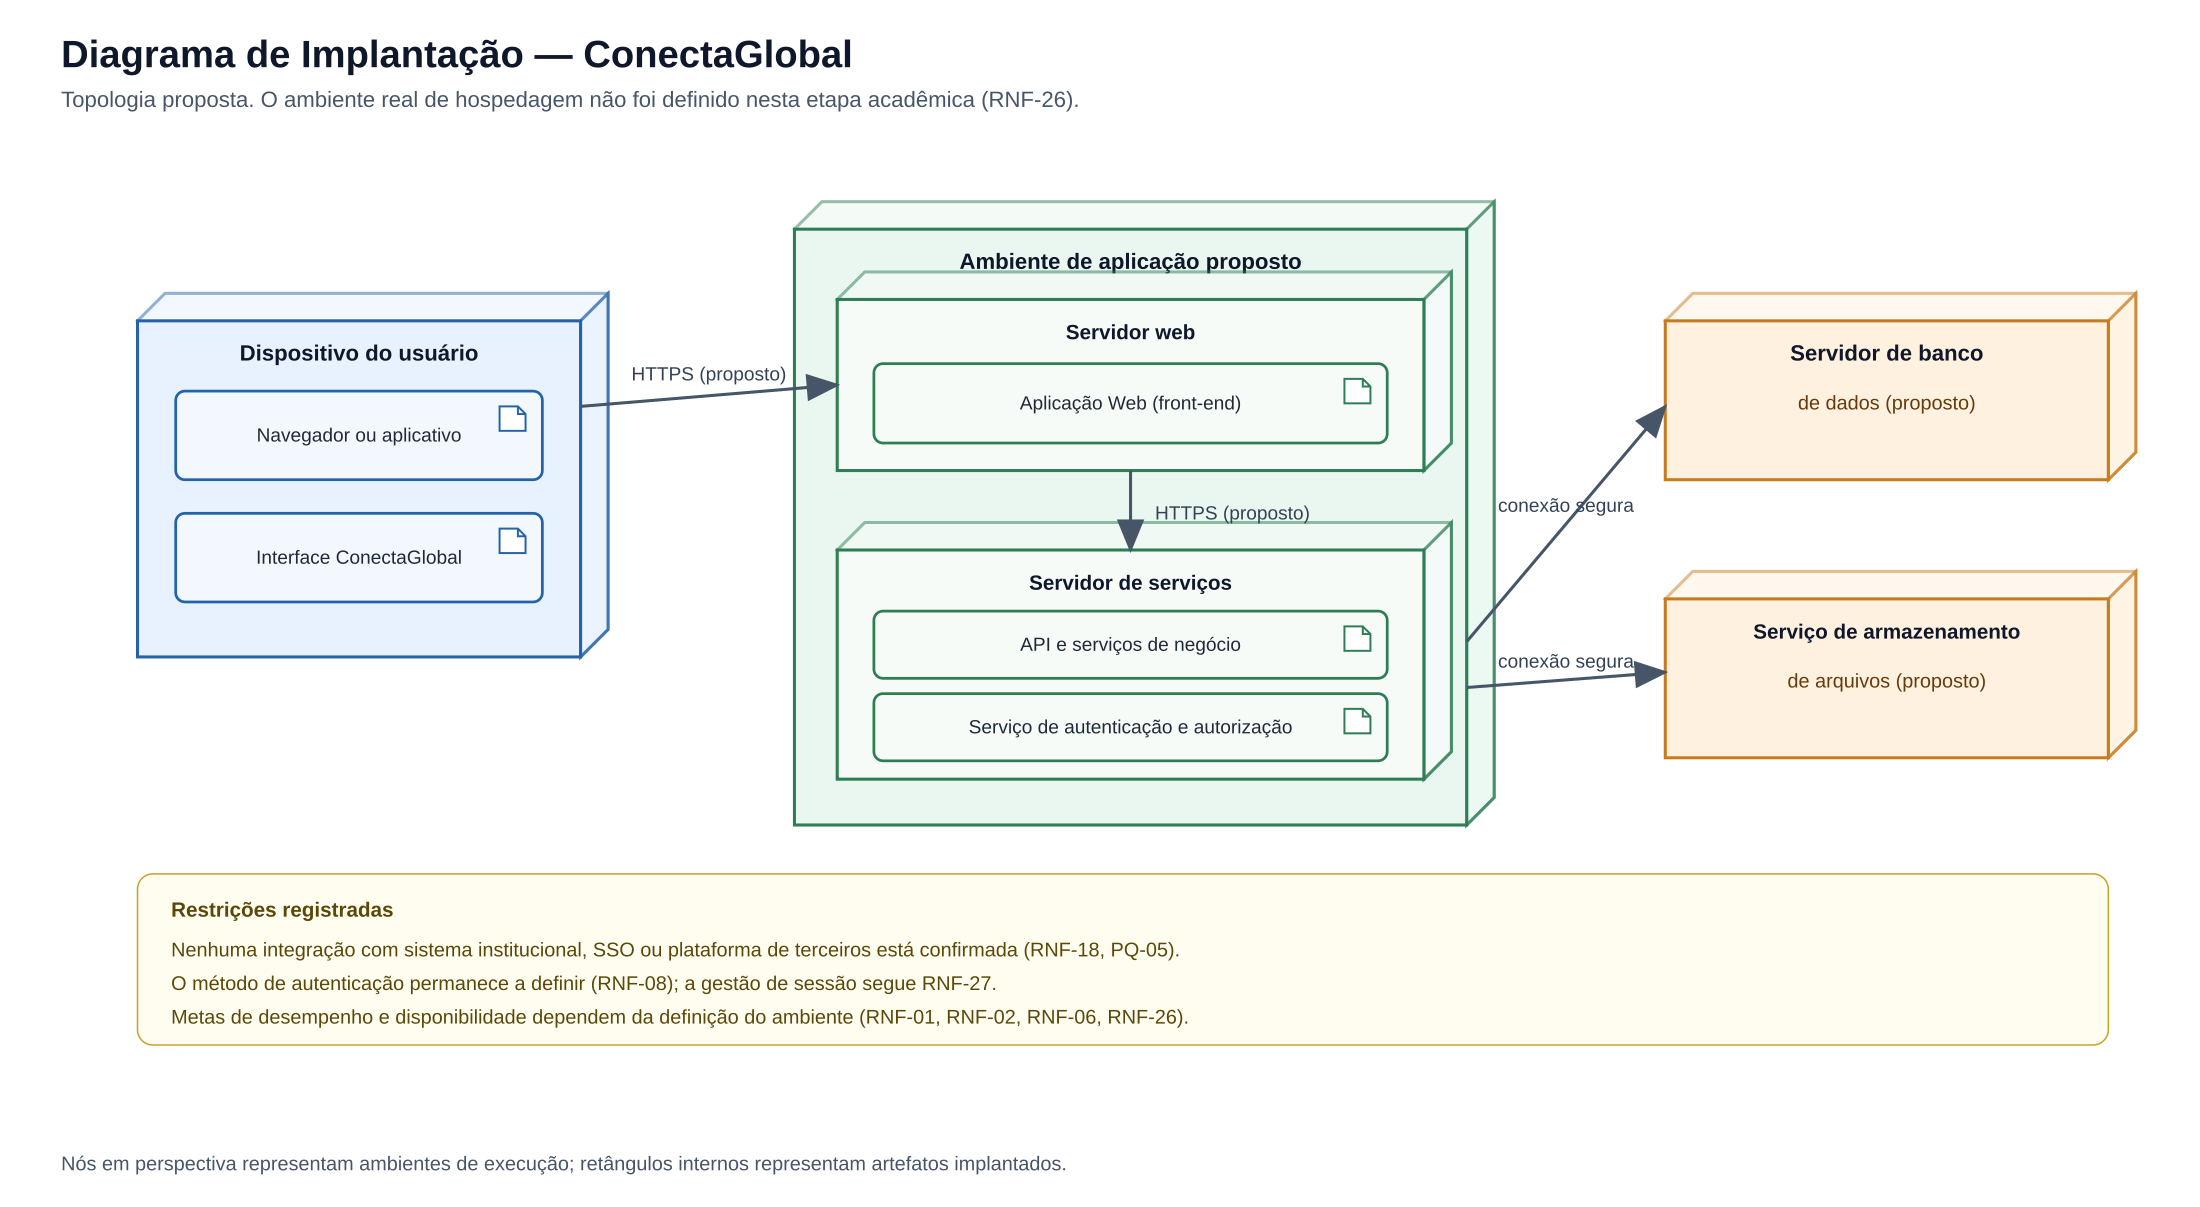 Diagrama de Implantação — ConectaGlobal
Topologia proposta. O ambiente real de hospedagem não foi definido nesta etapa acadêmica (RNF-26).
Dispositivo do usuário
Navegador ou aplicativo
Interface ConectaGlobal
HTTPS (proposto)
Ambiente de aplicação proposto
Servidor web
Aplicação Web (front-end)
HTTPS (proposto)
Servidor de serviços
API e serviços de negócio
Serviço de autenticação e autorização
conexão segura
conexão segura
Servidor de banco
de dados (proposto)
Serviço de armazenamento
de arquivos (proposto)
Restrições registradas
Nenhuma integração com sistema institucional, SSO ou plataforma de terceiros está confirmada (RNF-18, PQ-05).
O método de autenticação permanece a definir (RNF-08); a gestão de sessão segue RNF-27.
Metas de desempenho e disponibilidade dependem da definição do ambiente (RNF-01, RNF-02, RNF-06, RNF-26).
Nós em perspectiva representam ambientes de execução; retângulos internos representam artefatos implantados.